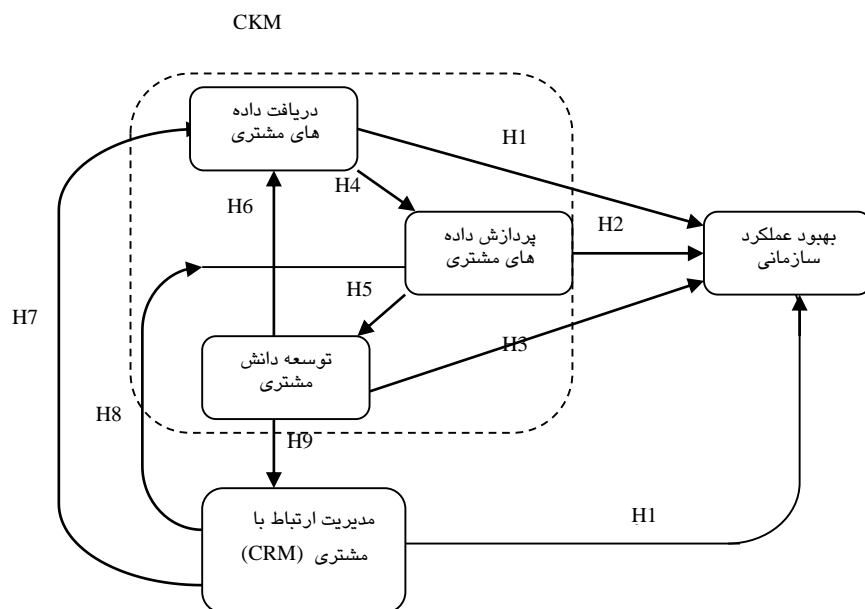 CKM
دریافت داده
های مشتری
H1
H4
H6
پردازش داده
های مشتری
H2
بهبود عملکرد
سازمانی
H5
H7
H3
توسعه دانش
مشتری
H8
H9
مدیریت ارتباط با
مشتری (CRM)
H1